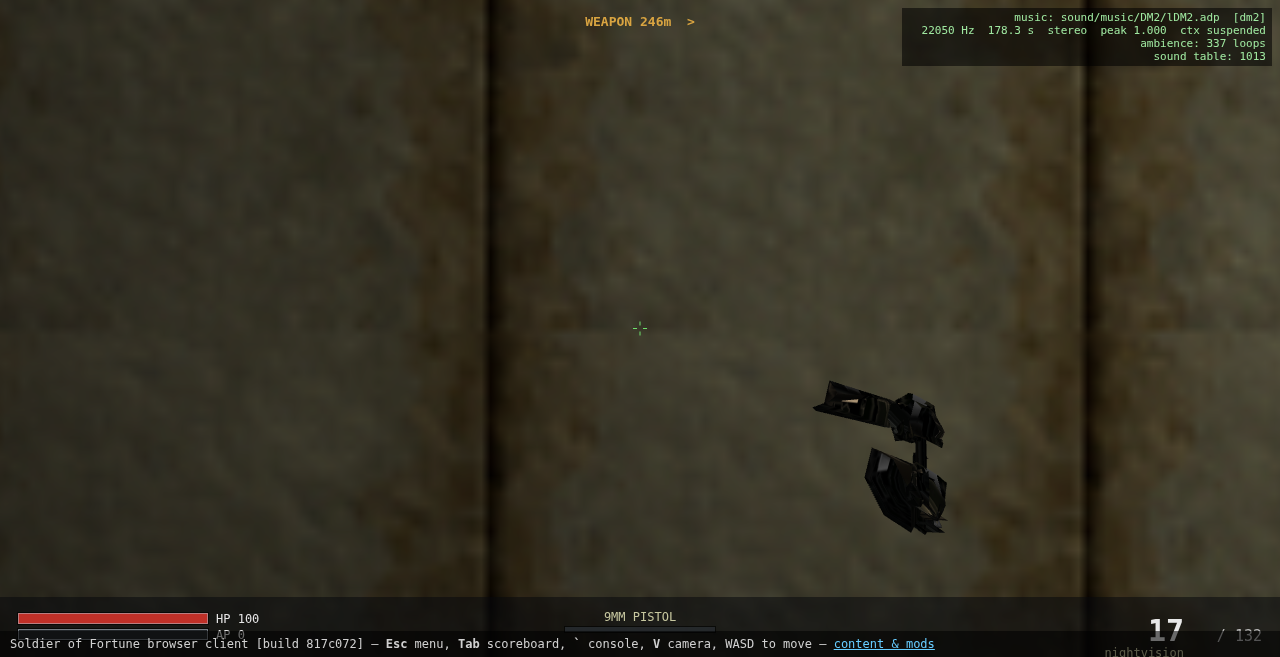 WEAPON 246m >
music: sound/music/DM2/lDM2.adp [dm2]
22050 Hz 178.3 s stereo peak 1.000 ctx suspended
ambience: 337 loops
sound table: 1013
HP 100
AP 0
9MM PISTOL
17 / 132
nightvision
Soldier of Fortune browser client [build 817c072] — Esc menu, Tab scoreboard, ` console, V camera, WASD to move — content & mods